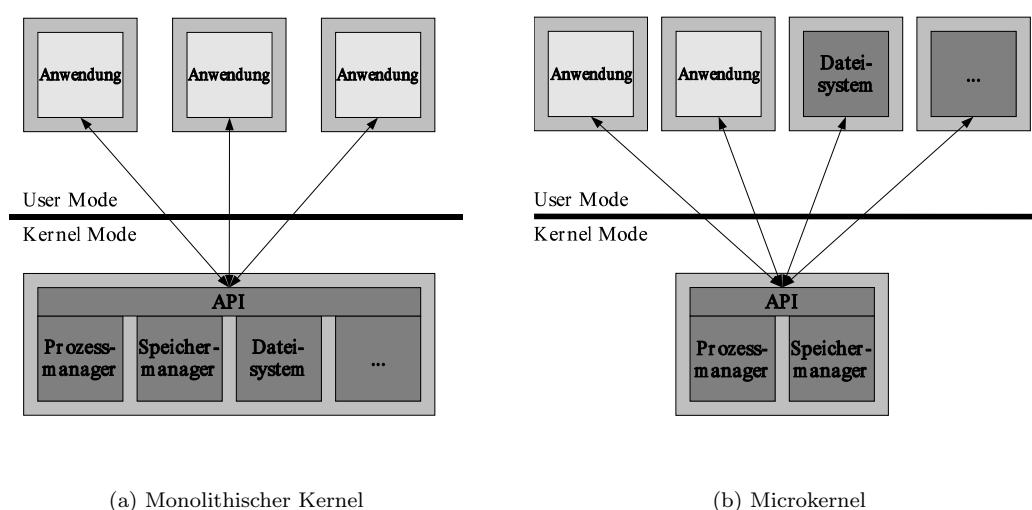 Anwendung
Anwendung
Anwendung
User Mode
Kernel Mode
API
Prozess-
manager
Speicher-
manager
Datei-
system
...
(a) Monolithischer Kernel
Anwendung
Anwendung
Datei-
system
...
User Mode
Kernel Mode
API
Prozess-
manager
Speicher-
manager
(b) Microkernel